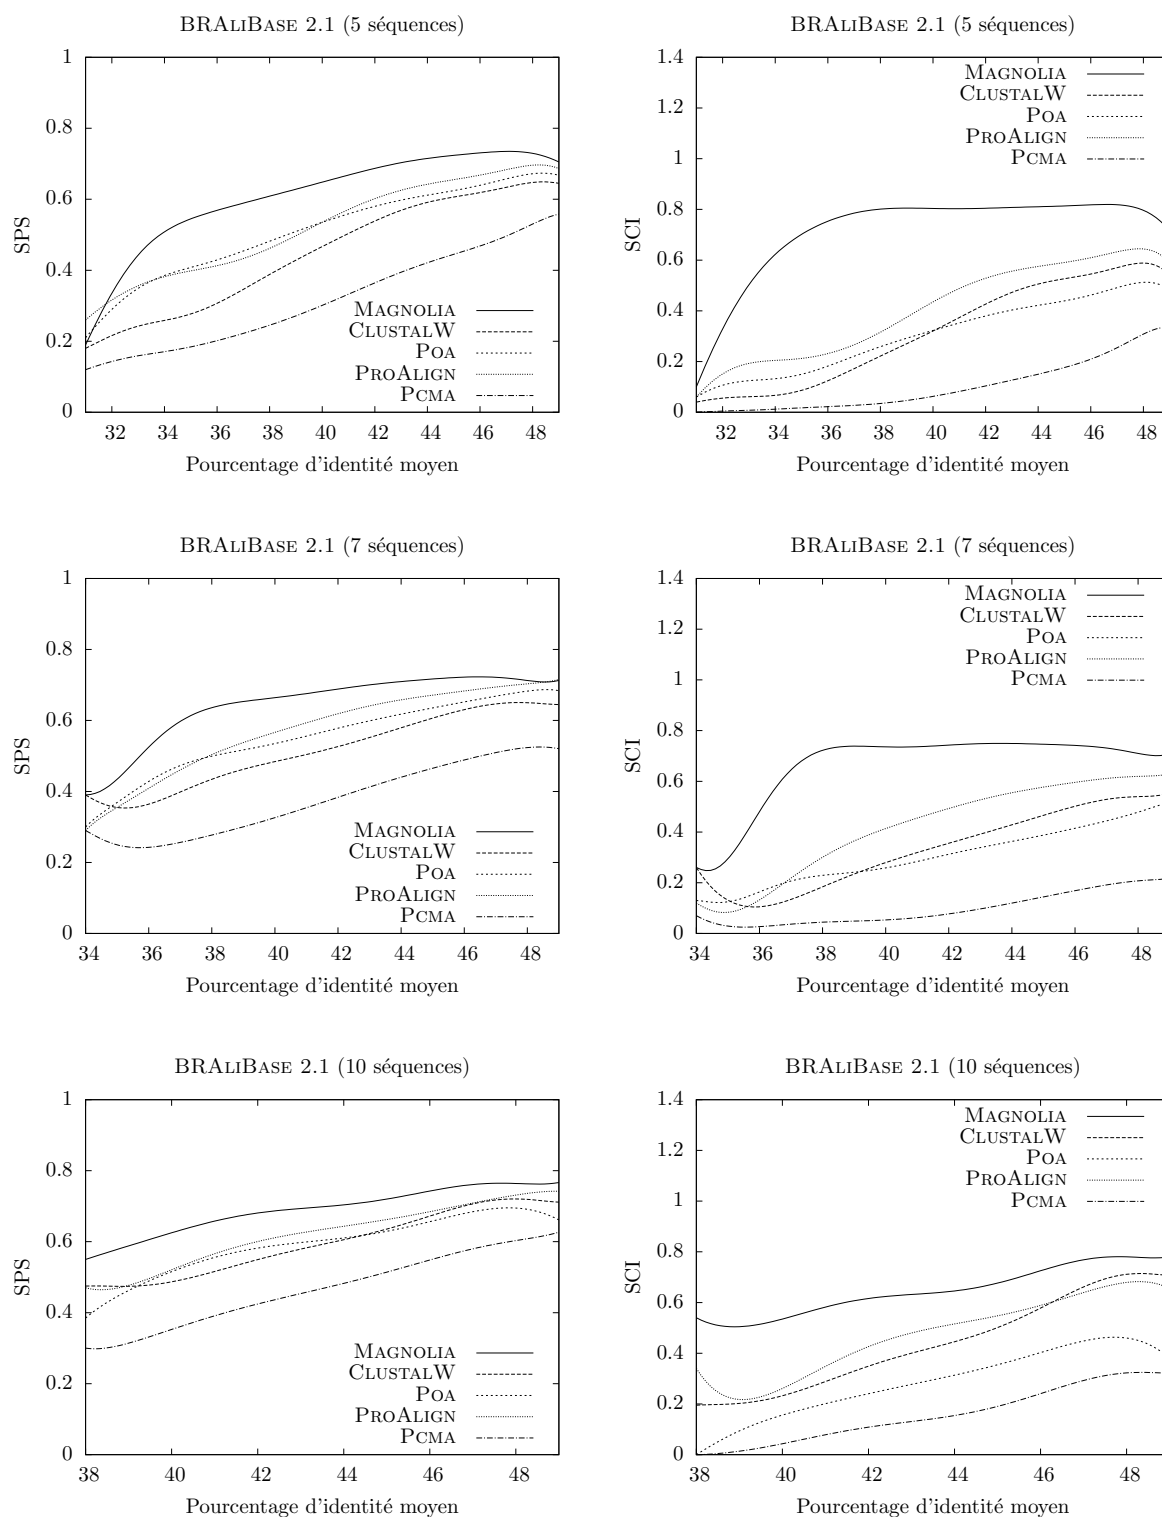 BRALIBASE 2.1 (5 séquences)
1
0.8
0.6
0.4
0.2
0
SPS
MAGNOLIA
CLUSTALW
POA
PROALIGN
PCMA
32 34 36 38 40 42 44 46 48
Pourcentage d'identité moyen
BRALIBASE 2.1 (5 séquences)
1.4
1.2
1
0.8
0.6
0.4
0.2
0
SCI
MAGNOLIA
CLUSTALW
POA
PROALIGN
PCMA
32 34 36 38 40 42 44 46 48
Pourcentage d'identité moyen
BRALIBASE 2.1 (7 séquences)
1
0.8
0.6
0.4
0.2
0
SPS
MAGNOLIA
CLUSTALW
POA
PROALIGN
PCMA
34 36 38 40 42 44 46 48
Pourcentage d'identité moyen
BRALIBASE 2.1 (7 séquences)
1.4
1.2
1
0.8
0.6
0.4
0.2
0
SCI
MAGNOLIA
CLUSTALW
POA
PROALIGN
PCMA
34 36 38 40 42 44 46 48
Pourcentage d'identité moyen
BRALIBASE 2.1 (10 séquences)
1
0.8
0.6
0.4
0.2
0
SPS
MAGNOLIA
CLUSTALW
POA
PROALIGN
PCMA
38 40 42 44 46 48
Pourcentage d'identité moyen
BRALIBASE 2.1 (10 séquences)
1.4
1.2
1
0.8
0.6
0.4
0.2
0
SCI
MAGNOLIA
CLUSTALW
POA
PROALIGN
PCMA
38 40 42 44 46 48
Pourcentage d'identité moyen